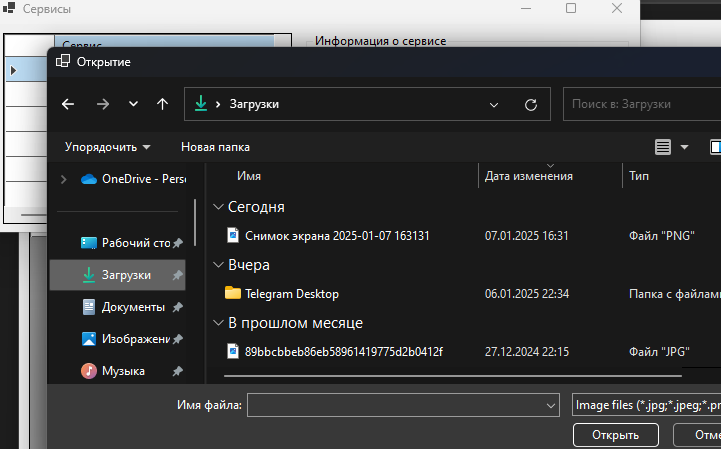 Сервисы
Сервис
Информация о сервисе
Открытие
Загрузки
Поиск в: Загрузки
Упорядочить
Новая папка
OneDrive - Perso
Рабочий сто
Загрузки
Документы
Изображени
Музыка
Имя
Дата изменения
Тип
Сегодня
Снимок экрана 2025-01-07 163131 07.01.2025 16:31 Файл "PNG"
Вчера
Telegram Desktop 06.01.2025 22:34 Папка с файлами
В прошлом месяце
89bbcbbeb86eb58961419775d2b0412f 27.12.2024 22:15 Файл "JPG"
Имя файла:
Image files (*.jpg;*.jpeg;*.pn
Открыть
Отме